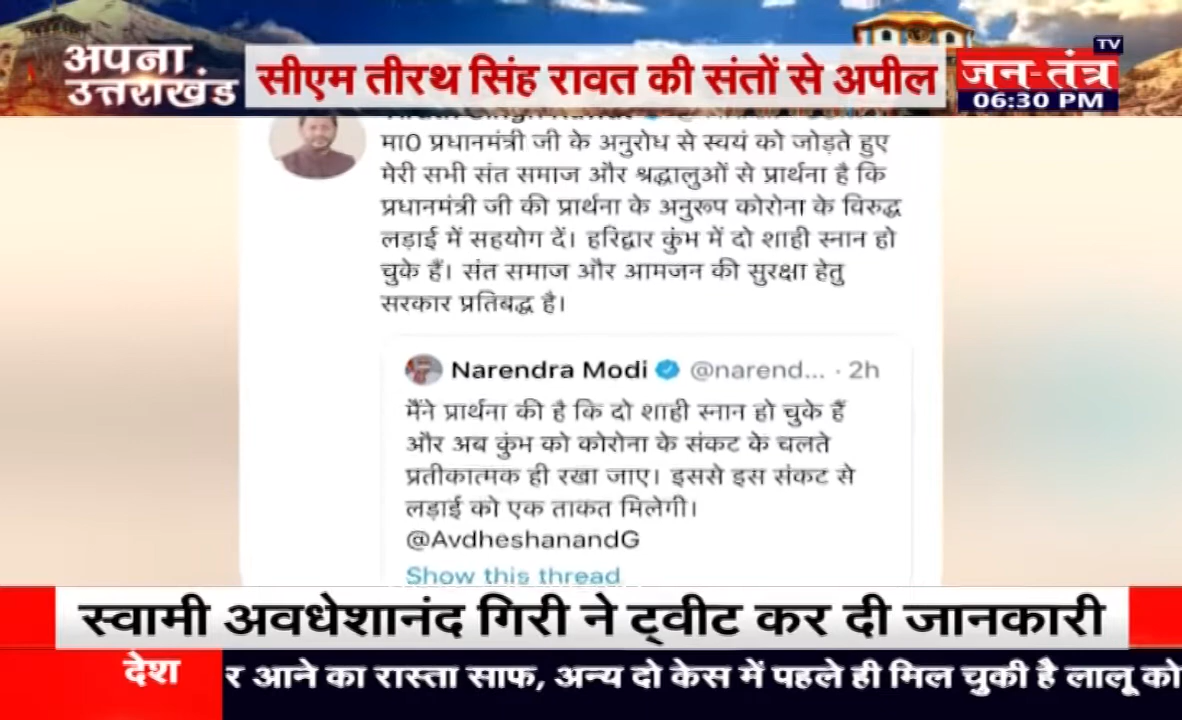 अपना
उत्तराखंड
सीएम तीरथ सिंह रावत की संतों से अपील
TV
जन-तंत्र
06:30 PM
मा0 प्रधानमंत्री जी के अनुरोध से स्वयं को जोड़ते हुए
मेरी सभी संत समाज और श्रद्धालुओं से प्रार्थना है कि
प्रधानमंत्री जी की प्रार्थना के अनुरूप कोरोना के विरुद्ध
लड़ाई में सहयोग दें। हरिद्वार कुंभ में दो शाही स्नान हो
चुके हैं। संत समाज और आमजन की सुरक्षा हेतु
सरकार प्रतिबद्ध है।
Narendra Modi @narend... · 2h
मैंने प्रार्थना की है कि दो शाही स्नान हो चुके हैं
और अब कुंभ को कोरोना के संकट के चलते
प्रतीकात्मक ही रखा जाए। इससे इस संकट से
लड़ाई को एक ताकत मिलेगी।
@AvdheshanandG
Show this thread
स्वामी अवधेशानंद गिरी ने ट्वीट कर दी जानकारी
देश
र आने का रास्ता साफ, अन्य दो केस में पहले ही मिल चुकी है लालू को